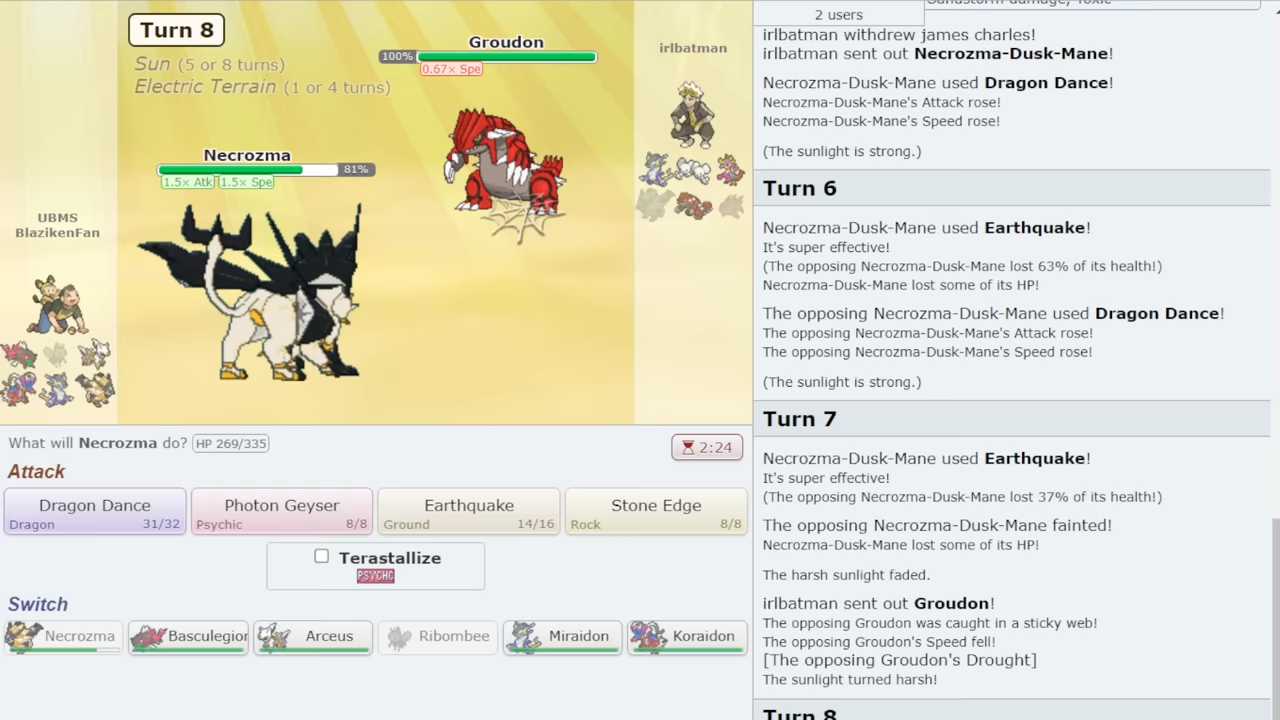 Turn 8
Sun (5 or 8 turns)
Electric Terrain (1 or 4 turns)
Groudon
100%
0.67× Spe
irlbatman
Necrozma
81%
1.5× Atk 1.5× Spe
UBMS
BlazikenFan
What will Necrozma do? HP 269/335
2:24
Attack
Dragon Dance
Dragon 31/32
Photon Geyser
Psychic 8/8
Earthquake
Ground 14/16
Stone Edge
Rock 8/8
Terastallize
PSYCHC
Switch
Necrozma
Basculegion
Arceus
Ribombee
Miraidon
Koraidon
2 users
Sandstorm damage, Toxic
irlbatman withdrew james charles!
irlbatman sent out Necrozma-Dusk-Mane!
Necrozma-Dusk-Mane used Dragon Dance!
Necrozma-Dusk-Mane's Attack rose!
Necrozma-Dusk-Mane's Speed rose!
(The sunlight is strong.)
Turn 6
Necrozma-Dusk-Mane used Earthquake!
It's super effective!
(The opposing Necrozma-Dusk-Mane lost 63% of its health!)
Necrozma-Dusk-Mane lost some of its HP!
The opposing Necrozma-Dusk-Mane used Dragon Dance!
The opposing Necrozma-Dusk-Mane's Attack rose!
The opposing Necrozma-Dusk-Mane's Speed rose!
(The sunlight is strong.)
Turn 7
Necrozma-Dusk-Mane used Earthquake!
It's super effective!
(The opposing Necrozma-Dusk-Mane lost 37% of its health!)
The opposing Necrozma-Dusk-Mane fainted!
Necrozma-Dusk-Mane lost some of its HP!
The harsh sunlight faded.
irlbatman sent out Groudon!
The opposing Groudon was caught in a sticky web!
The opposing Groudon's Speed fell!
[The opposing Groudon's Drought]
The sunlight turned harsh!
Turn 8